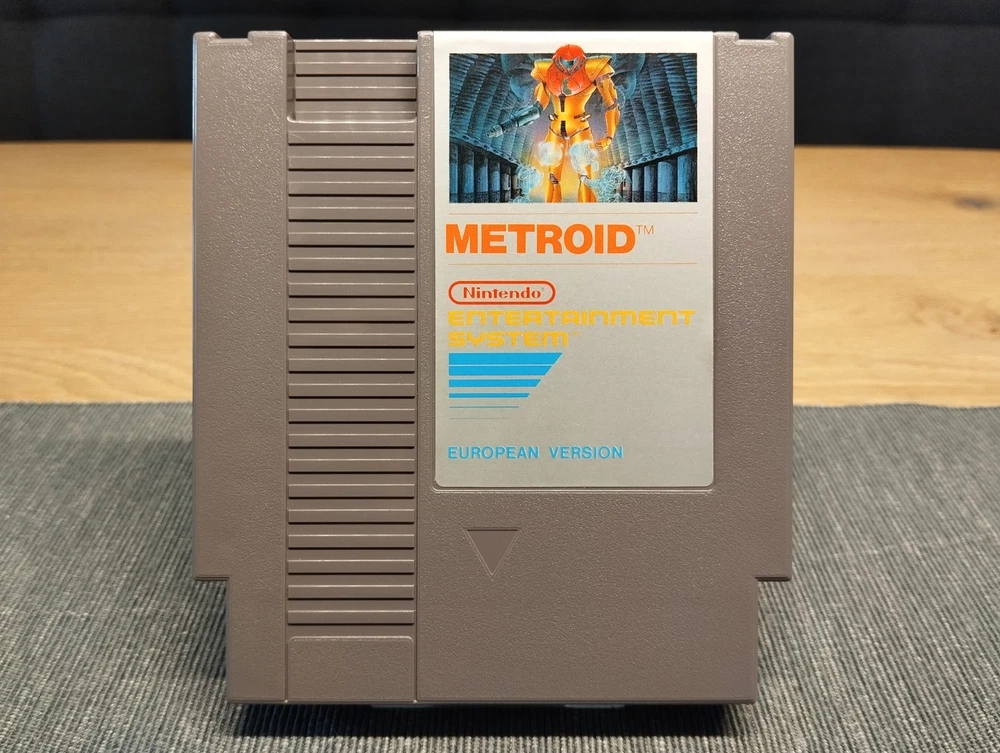 METROID™
Nintendo®
ENTERTAINMENT
SYSTEM™
EUROPEAN VERSION